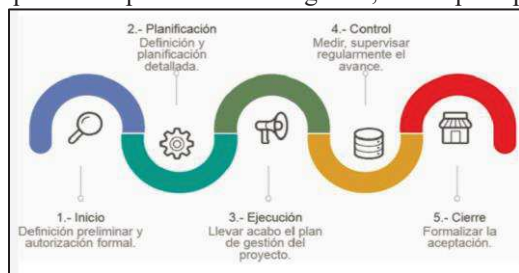 2.- Planificación
Definición y
planificación
detallada.
4.- Control
Medir, supervisar
regularmente el
avance.
1.- Inicio
Definición preliminar y
autorización formal.
3.- Ejecución
Llevar acabo el plan
de gestión del
proyecto.
5.- Cierre
Formalizar la
aceptación.